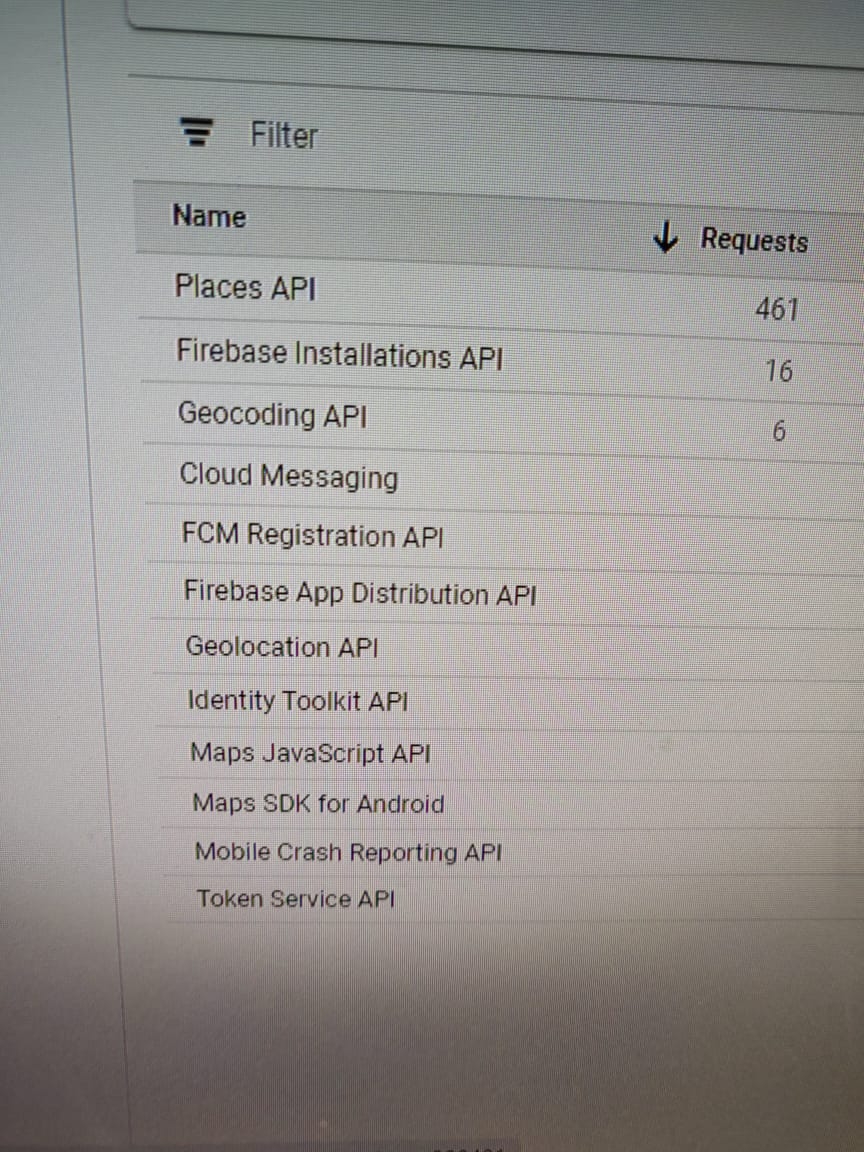 Filter
Name Requests
Places API 461
Firebase Installations API 16
Geocoding API 6
Cloud Messaging
FCM Registration API
Firebase App Distribution API
Geolocation API
Identity Toolkit API
Maps JavaScript API
Maps SDK for Android
Mobile Crash Reporting API
Token Service API